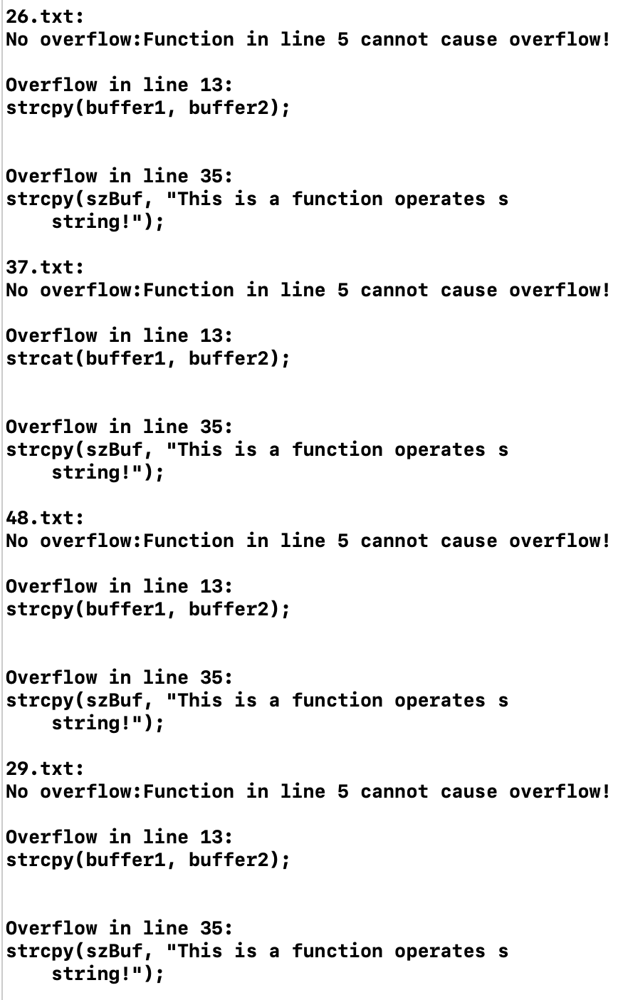 26.txt:
No overflow:Function in line 5 cannot cause overflow!
Overflow in line 13:
strcpy(buffer1, buffer2);
Overflow in line 35:
strcpy(szBuf, "This is a function operates s
string!");
37.txt:
No overflow:Function in line 5 cannot cause overflow!
Overflow in line 13:
strcat(buffer1, buffer2);
Overflow in line 35:
strcpy(szBuf, "This is a function operates s
string!");
48.txt:
No overflow:Function in line 5 cannot cause overflow!
Overflow in line 13:
strcpy(buffer1, buffer2);
Overflow in line 35:
strcpy(szBuf, "This is a function operates s
string!");
29.txt:
No overflow:Function in line 5 cannot cause overflow!
Overflow in line 13:
strcpy(buffer1, buffer2);
Overflow in line 35:
strcpy(szBuf, "This is a function operates s
string!");